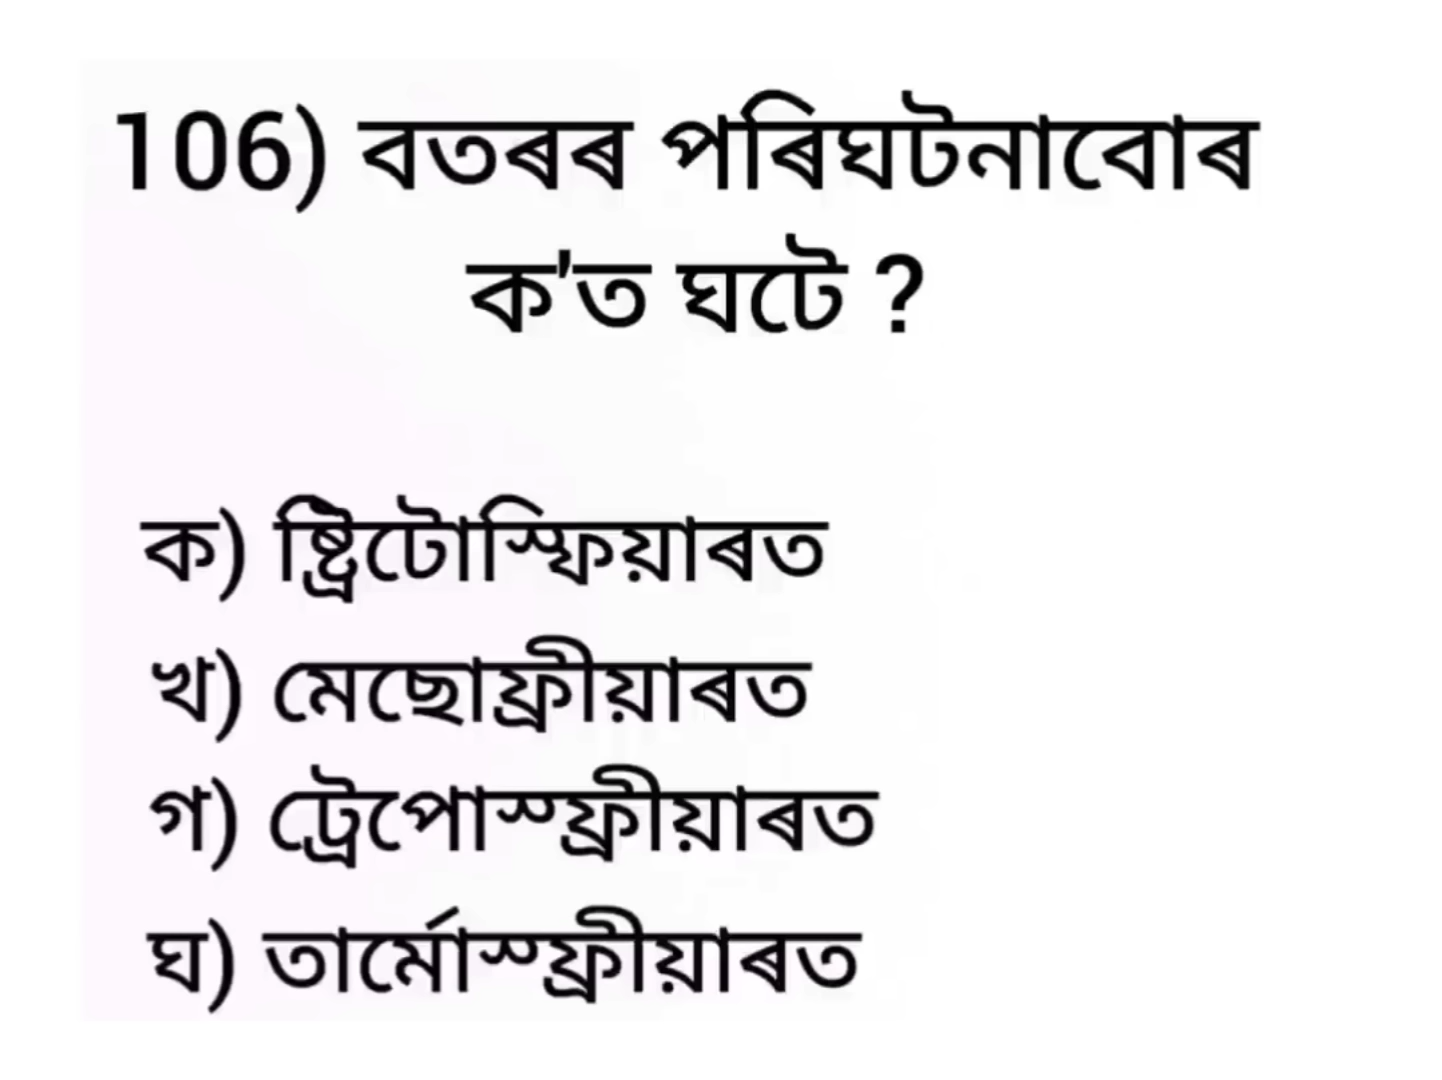 106) বতৰৰ পৰিঘটনাবোৰ
ক'ত ঘটে ?
ক) ষ্ট্ৰিটোস্ফিয়াৰত
খ) মেছোফ্ৰীয়াৰত
গ) ট্ৰেপোস্ফ্ৰীয়াৰত
ঘ) তাৰ্মোস্ফ্ৰীয়াৰত